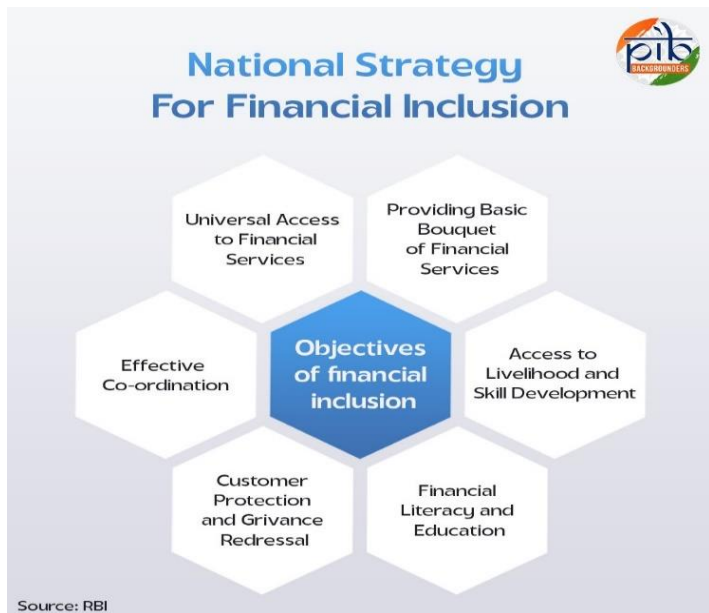 pib
BACKGROUNDERS
National Strategy
For Financial Inclusion
Universal Access
to Financial
Services
Providing Basic
Bouquet
of Financial
Services
Effective
Co-ordination
Objectives
of financial
inclusion
Access to
Livelihood and
Skill Development
Customer
Protection
and Grivance
Redressal
Financial
Literacy and
Education
Source: RBI